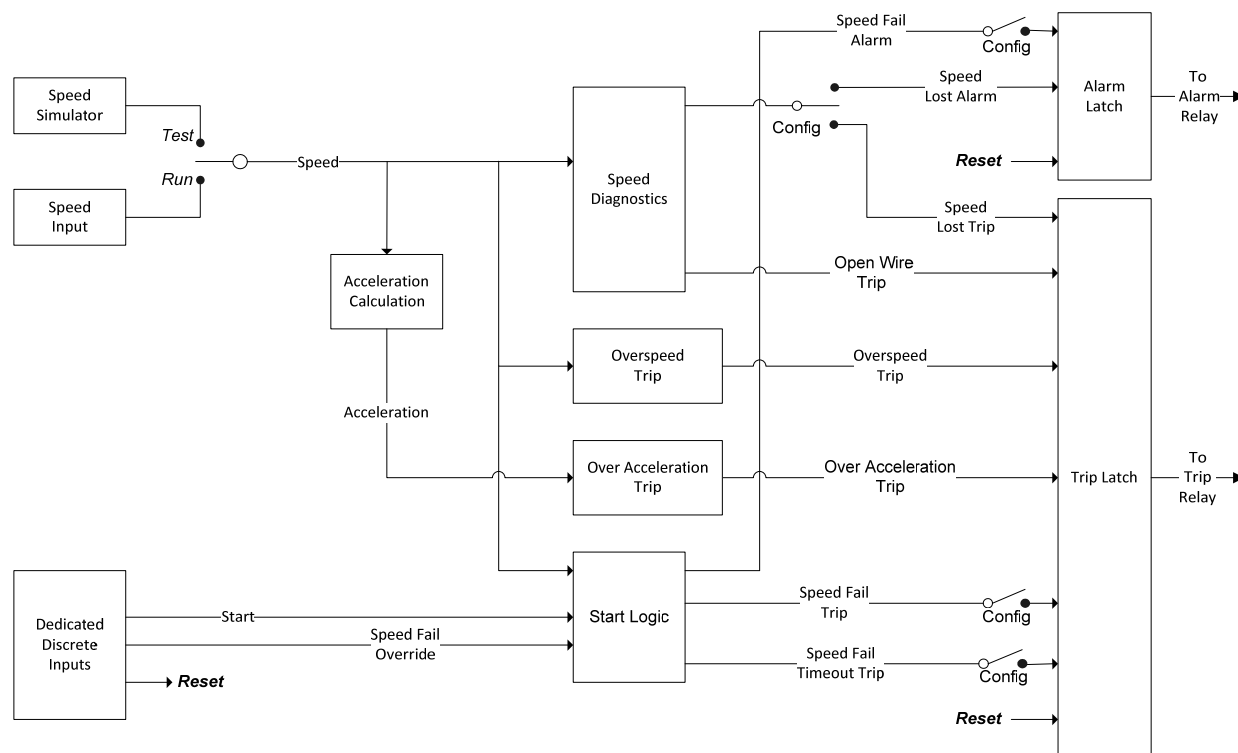 Speed Fail
Alarm
Config
Speed
Simulator
Test
Speed
Lost Alarm
Alarm
Latch
To
Alarm
Relay
Config
Speed
Run
Reset
Speed
Input
Speed
Diagnostics
Speed
Lost Trip
Acceleration
Calculation
Open Wire
Trip
Overspeed
Trip
Overspeed
Trip
Acceleration
Over Acceleration
Trip
Over Acceleration
Trip
Trip Latch
To
Trip
Relay
Dedicated
Discrete
Inputs
Start
Speed Fail
Override
Reset
Start Logic
Speed Fail
Trip
Config
Speed Fail
Timeout Trip
Config
Reset